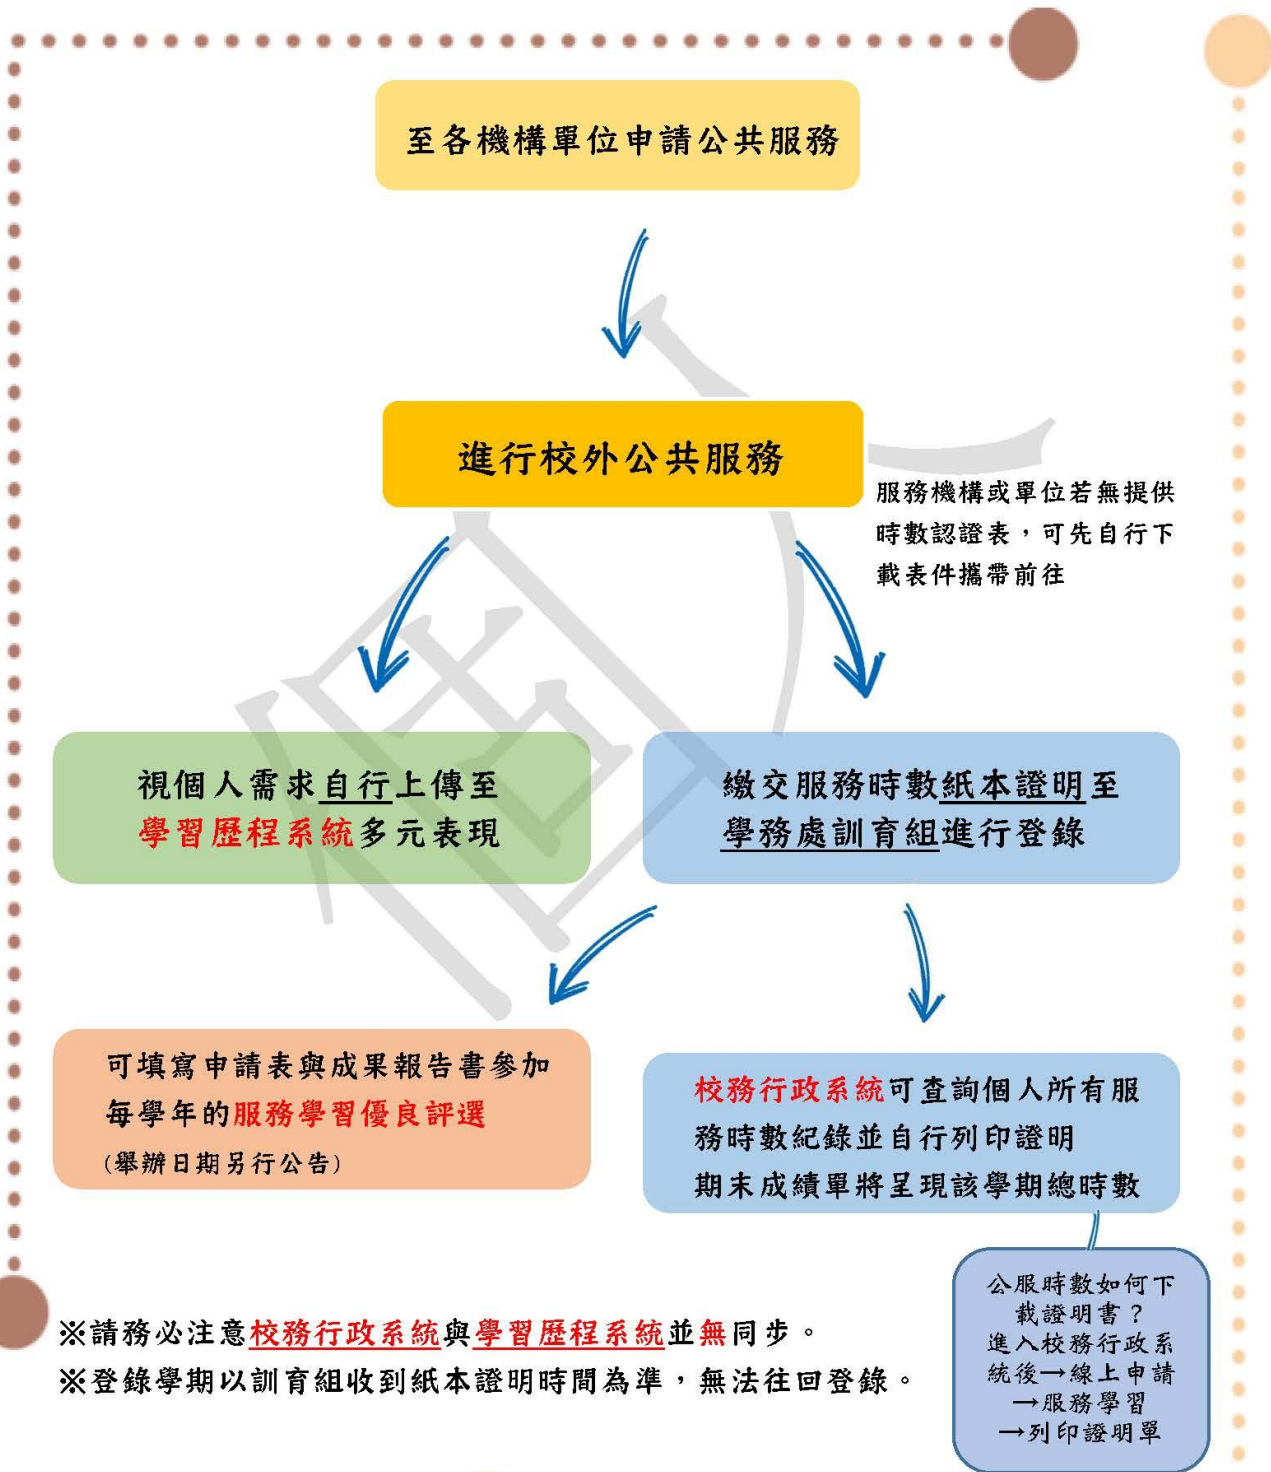 至各機構單位申請公共服務
進行校外公共服務
服務機構或單位若無提供
時數認證表，可先自行下
載表件攜帶前往
視個人需求自行上傳至
學習歷程系統多元表現
繳交服務時數紙本證明至
學務處訓育組進行登錄
可填寫申請表與成果報告書參加
每學年的服務學習優良評選
(舉辦日期另行公告)
校務行政系統可查詢個人所有服
務時數紀錄並自行列印證明
期末成績單將呈現該學期總時數
公服時數如何下
載證明書？
進入校務行政系
統後→線上申請
→服務學習
→列印證明單
※請務必注意校務行政系統與學習歷程系統並無同步。
※登錄學期以訓育組收到紙本證明時間為準，無法往回登錄。
個人